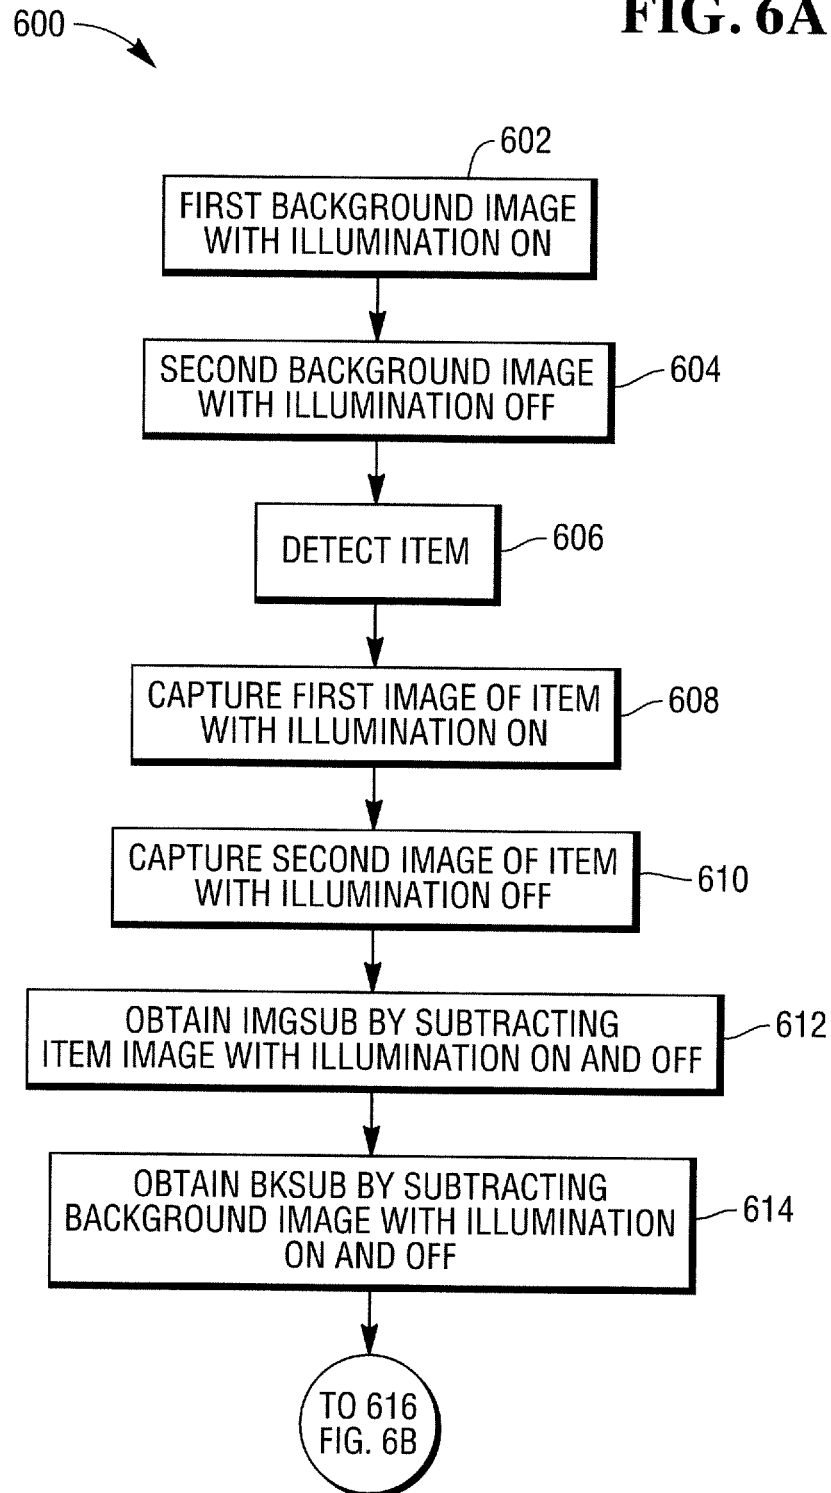 600
FIG. 6A
602
FIRST BACKGROUND IMAGE
WITH ILLUMINATION ON
SECOND BACKGROUND IMAGE
WITH ILLUMINATION OFF
604
DETECT ITEM
606
CAPTURE FIRST IMAGE OF ITEM
WITH ILLUMINATION ON
608
CAPTURE SECOND IMAGE OF ITEM
WITH ILLUMINATION OFF
610
OBTAIN IMGSUB BY SUBTRACTING
ITEM IMAGE WITH ILLUMINATION ON AND OFF
612
OBTAIN BKSUB BY SUBTRACTING
BACKGROUND IMAGE WITH ILLUMINATION
ON AND OFF
614
TO 616
FIG. 6B